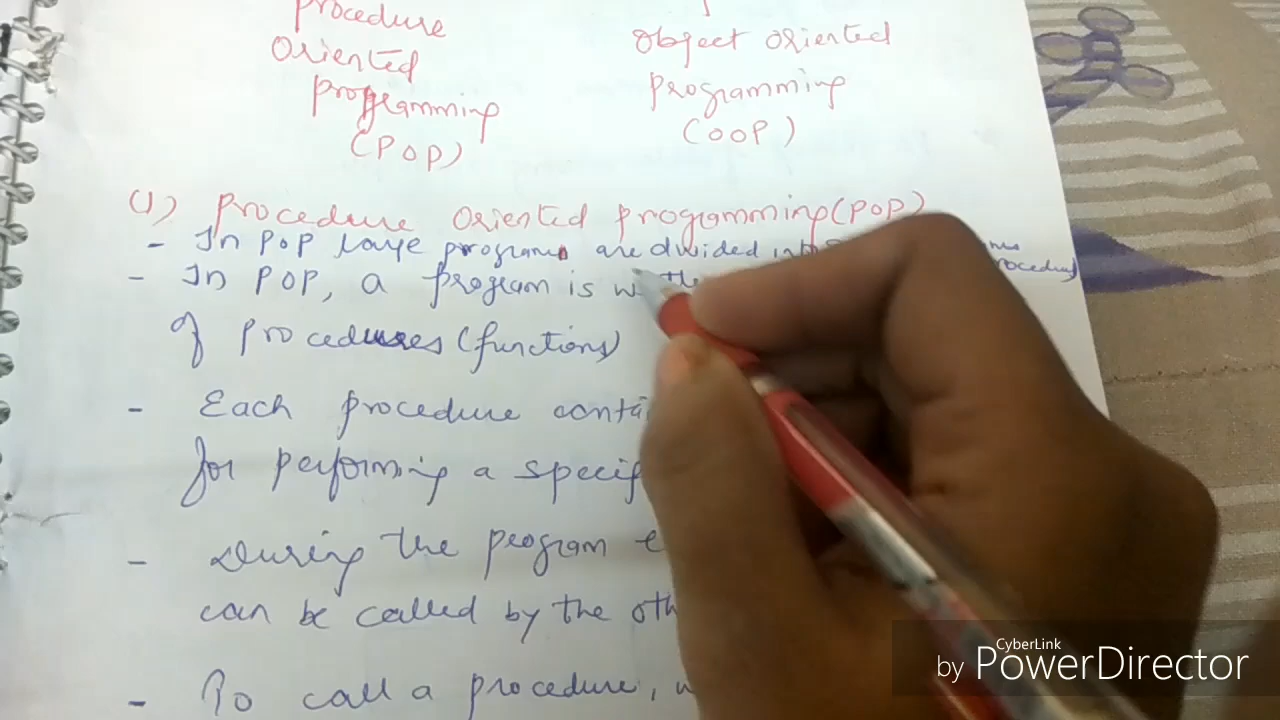 Procedure
Oriented
Object Oriented
Programming
Programming
(POP)
(OOP)
(1) Procedure Oriented Programming (POP)
- In POP large programs are divided
- In POP, a program is
of procedures (functions)
- Each procedure
for performing a
- During the program
can be called by the
- To call a procedure,
CyberLink
by PowerDirector